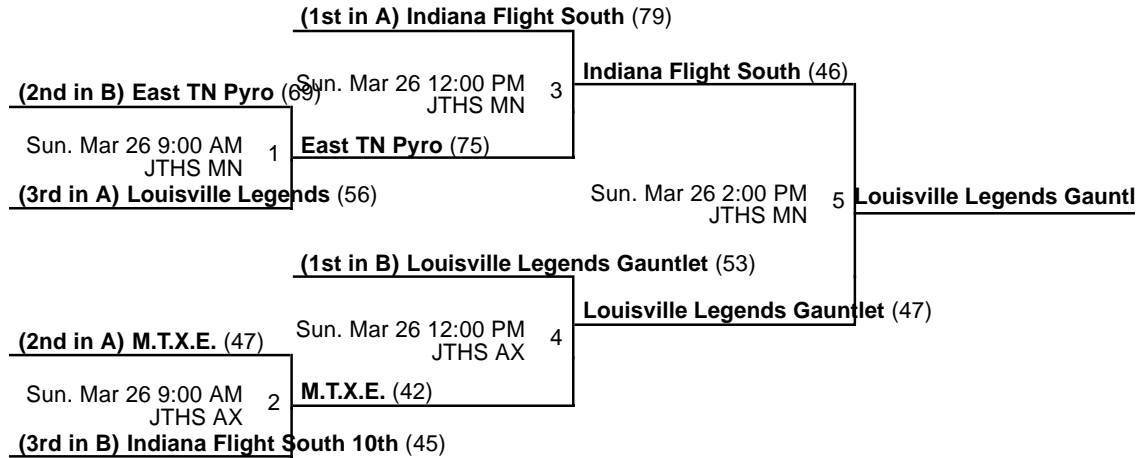 (1st in A) Indiana Flight South (79)
Sun. Mar 26 12:00 PM
JTHS MN
3
Indiana Flight South (46)
(2nd in B) East TN Pyro (69)
Sun. Mar 26 9:00 AM
JTHS MN
1
East TN Pyro (75)
(3rd in A) Louisville Legends (56)
Sun. Mar 26 2:00 PM
JTHS MN
5
Louisville Legends Gauntl
(1st in B) Louisville Legends Gauntlet (53)
Sun. Mar 26 12:00 PM
JTHS AX
4
Louisville Legends Gauntlet (47)
(2nd in A) M.T.X.E. (47)
Sun. Mar 26 9:00 AM
JTHS AX
2
M.T.X.E. (42)
(3rd in B) Indiana Flight South 10th (45)